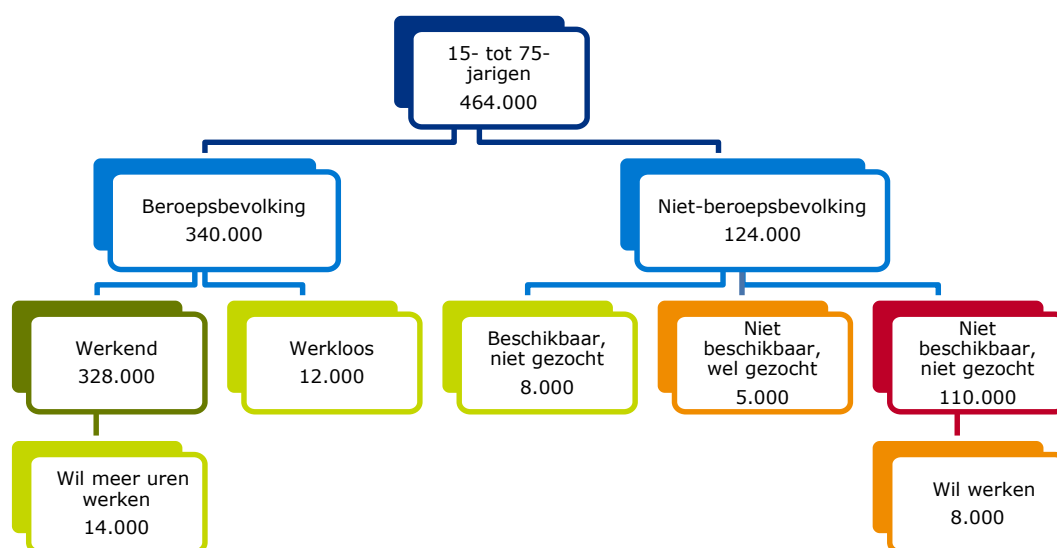 15- tot 75-
jarigen
464.000
Beroepsbevolking
340.000
Niet-beroepsbevolking
124.000
Werkend
328.000
Werkloos
12.000
Beschikbaar,
niet gezocht
8.000
Niet
beschikbaar,
wel gezocht
5.000
Niet
beschikbaar,
niet gezocht
110.000
Wil meer uren
werken
14.000
Wil werken
8.000